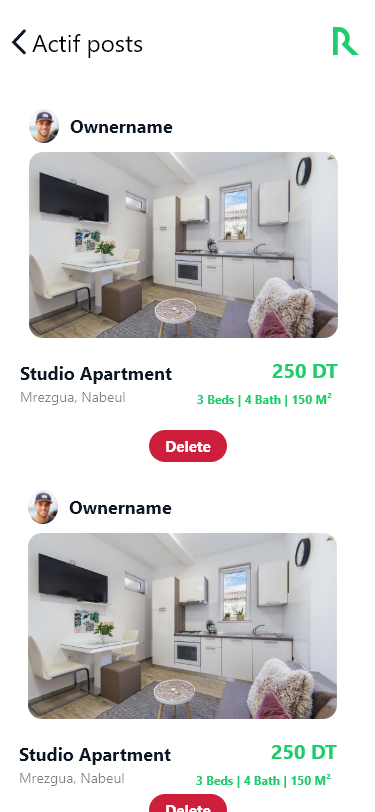 Actif posts
R
Ownername
Studio Apartment
250 DT
Mrezgua, Nabeul
3 Beds | 4 Bath | 150 M²
Delete
Ownername
Studio Apartment
250 DT
Mrezgua, Nabeul
3 Beds | 4 Bath | 150 M²
Delete